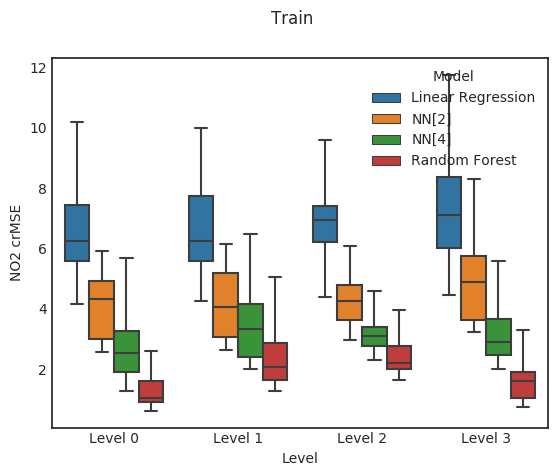 Train
Model
Linear Regression
NN[2]
NN[4]
Random Forest
NO2 crMSE
12
10
8
6
4
2
Level 0 Level 1 Level 2 Level 3
Level